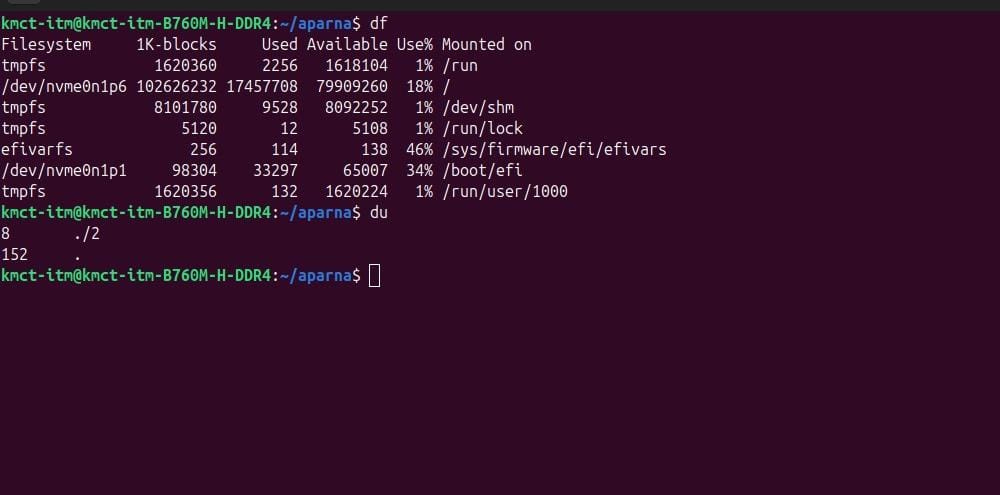 kmct-itm@kmct-itm-B760M-H-DDR4:~/aparna$ df
Filesystem     1K-blocks     Used Available Use% Mounted on
tmpfs            1620360     2256   1618104   1% /run
/dev/nvme0n1p6 102626232 17457708  79909260  18% /
tmpfs            8101780     9528   8092252   1% /dev/shm
tmpfs               5120       12      5108   1% /run/lock
efivarfs             256      114       138  46% /sys/firmware/efi/efivars
/dev/nvme0n1p1     98304    33297     65007  34% /boot/efi
tmpfs            1620356      132   1620224   1% /run/user/1000
kmct-itm@kmct-itm-B760M-H-DDR4:~/aparna$ du
8       ./2
152     .
kmct-itm@kmct-itm-B760M-H-DDR4:~/aparna$